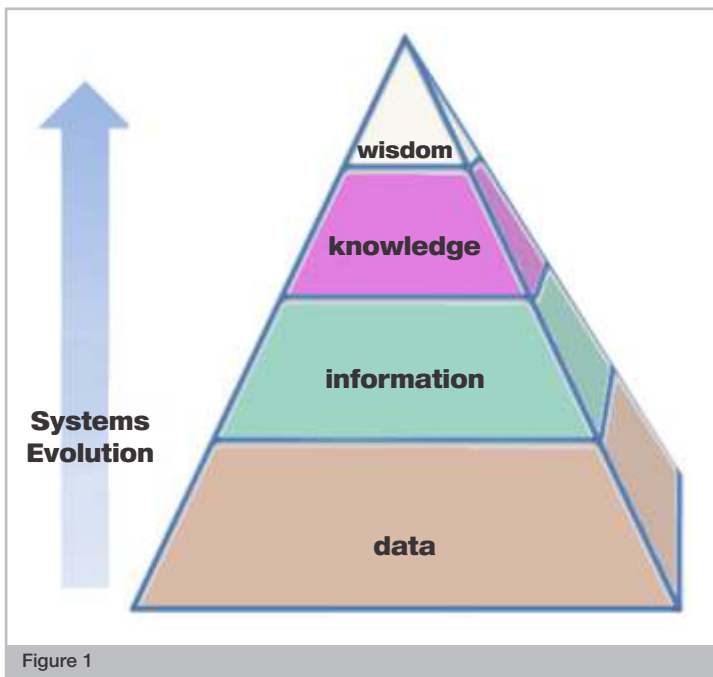 wisdom
knowledge
information
Systems
Evolution
data
Figure 1